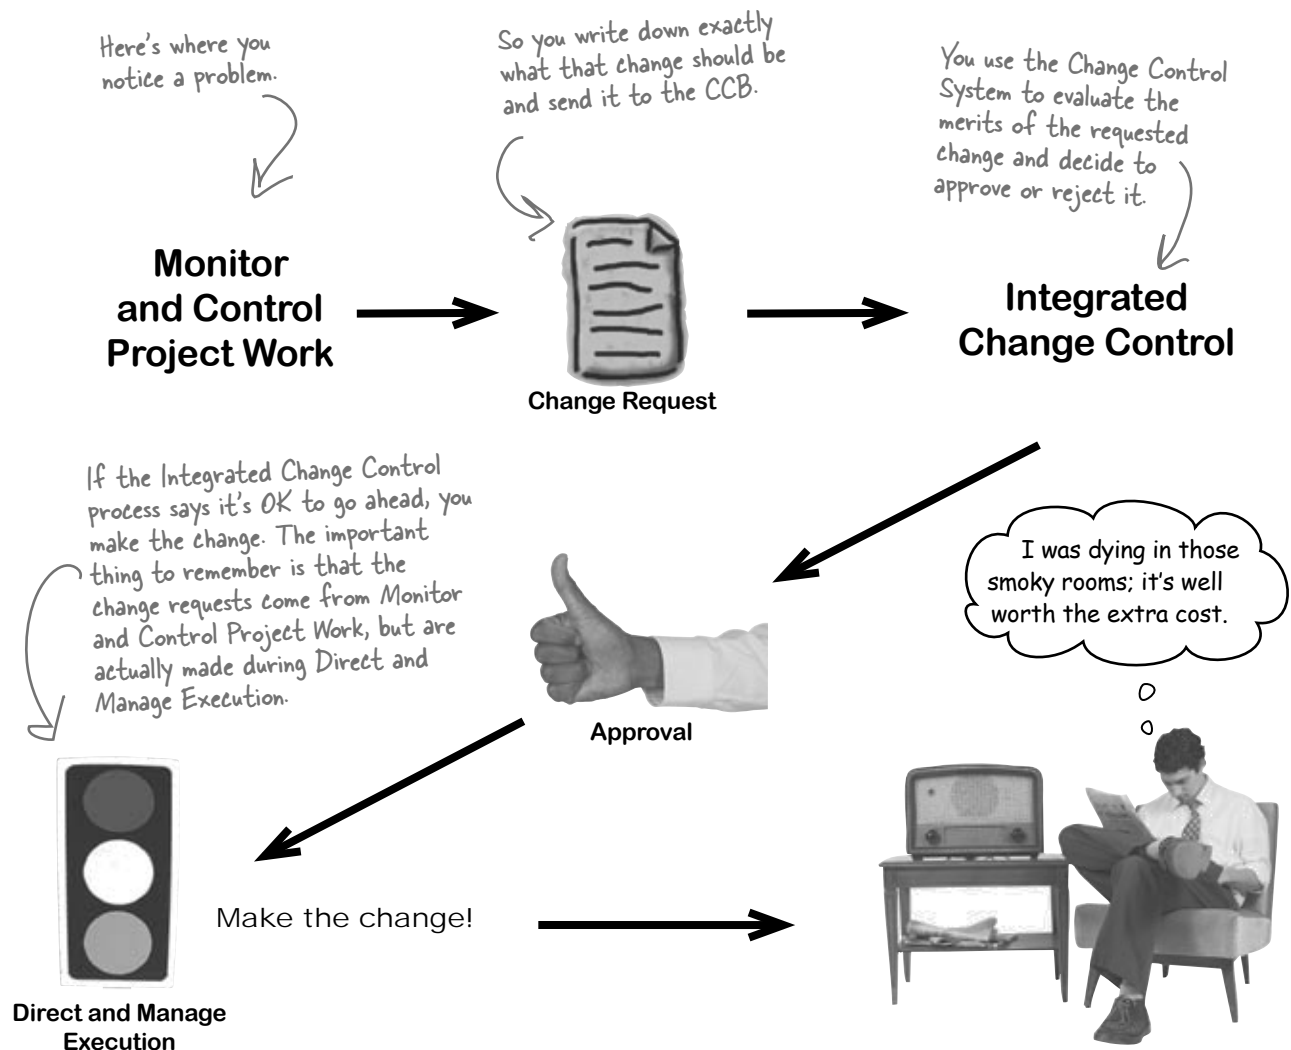 Here's where you
notice a problem.
So you write down exactly
what that change should be
and send it to the CCB.
You use the Change Control
System to evaluate the
merits of the requested
change and decide to
approve or reject it.
Monitor
and Control
Project Work
Change Request
Integrated
Change Control
If the Integrated Change Control
process says it's OK to go ahead, you
make the change. The important
thing to remember is that the
change requests come from Monitor
and Control Project Work, but are
actually made during Direct and
Manage Execution.
Approval
I was dying in those
smoky rooms; it's well
worth the extra cost.
Make the change!
Direct and Manage
Execution